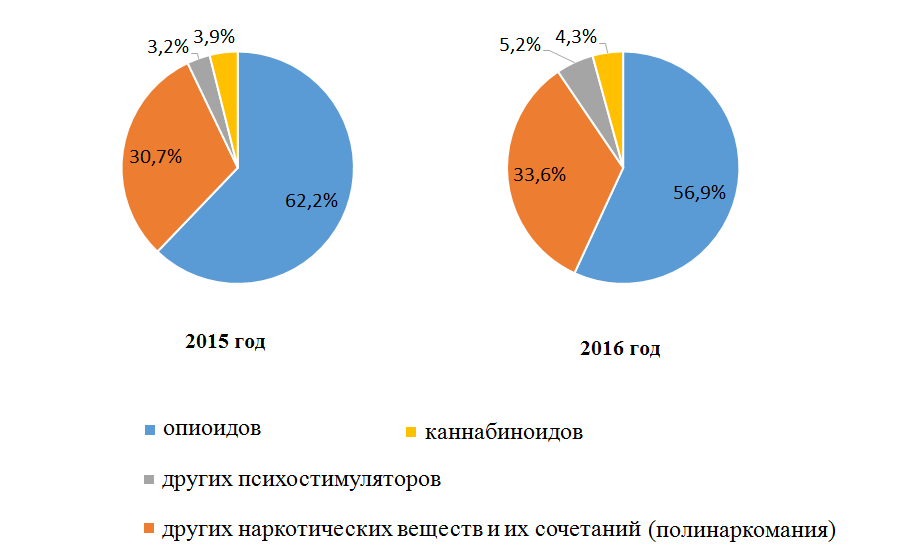 3,2%
3,9%
30,7%
62,2%
5,2%
4,3%
33,6%
56,9%
2015 год
2016 год
опиоидов
каннабиноидов
других психостимуляторов
других наркотических веществ и их сочетаний (полинаркомания)